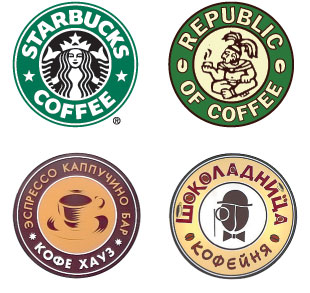 STARBUCKS
COFFEE
®
REPUBLIC
OF COFFEE
ЭСПРЕССО КАППУЧИНО БАР
КОФЕ ХАУЗ
ШОКОЛАДНИЦА
КОФЕЙНЯ